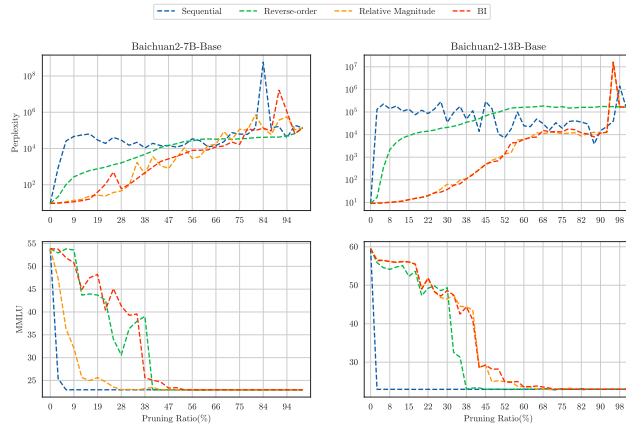 Sequential Reverse-order Relative Magnitude BI
Baichuan2-7B-Base Baichuan2-13B-Base
Perplexity
10^8
10^6
10^4
10^2
0 9 19 28 38 47 56 66 75 84 94
10^7
10^6
10^5
10^4
10^3
10^2
10^1
0 8 15 22 30 38 45 52 60 68 75 82 90 98
MMLU
55
50
45
40
35
30
25
0 9 19 28 38 47 56 66 75 84 94
Pruning Ratio(%)
60
50
40
30
0 8 15 22 30 38 45 52 60 68 75 82 90 98
Pruning Ratio(%)